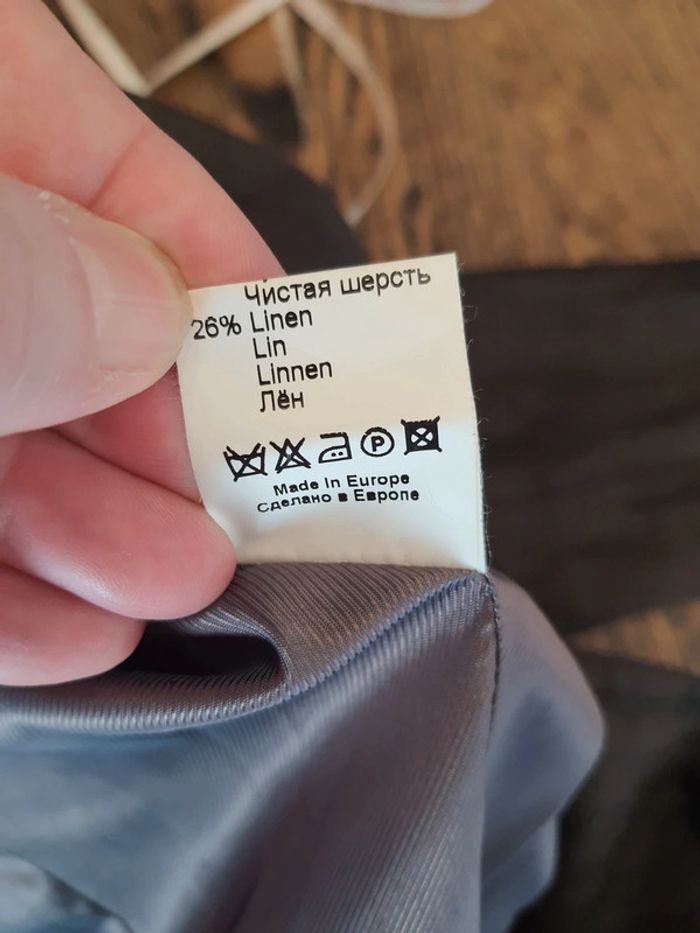 Чистая шерсть
26% Linen
Lin
Linnen
Лён
P
Made In Europe
Сделано в Европе